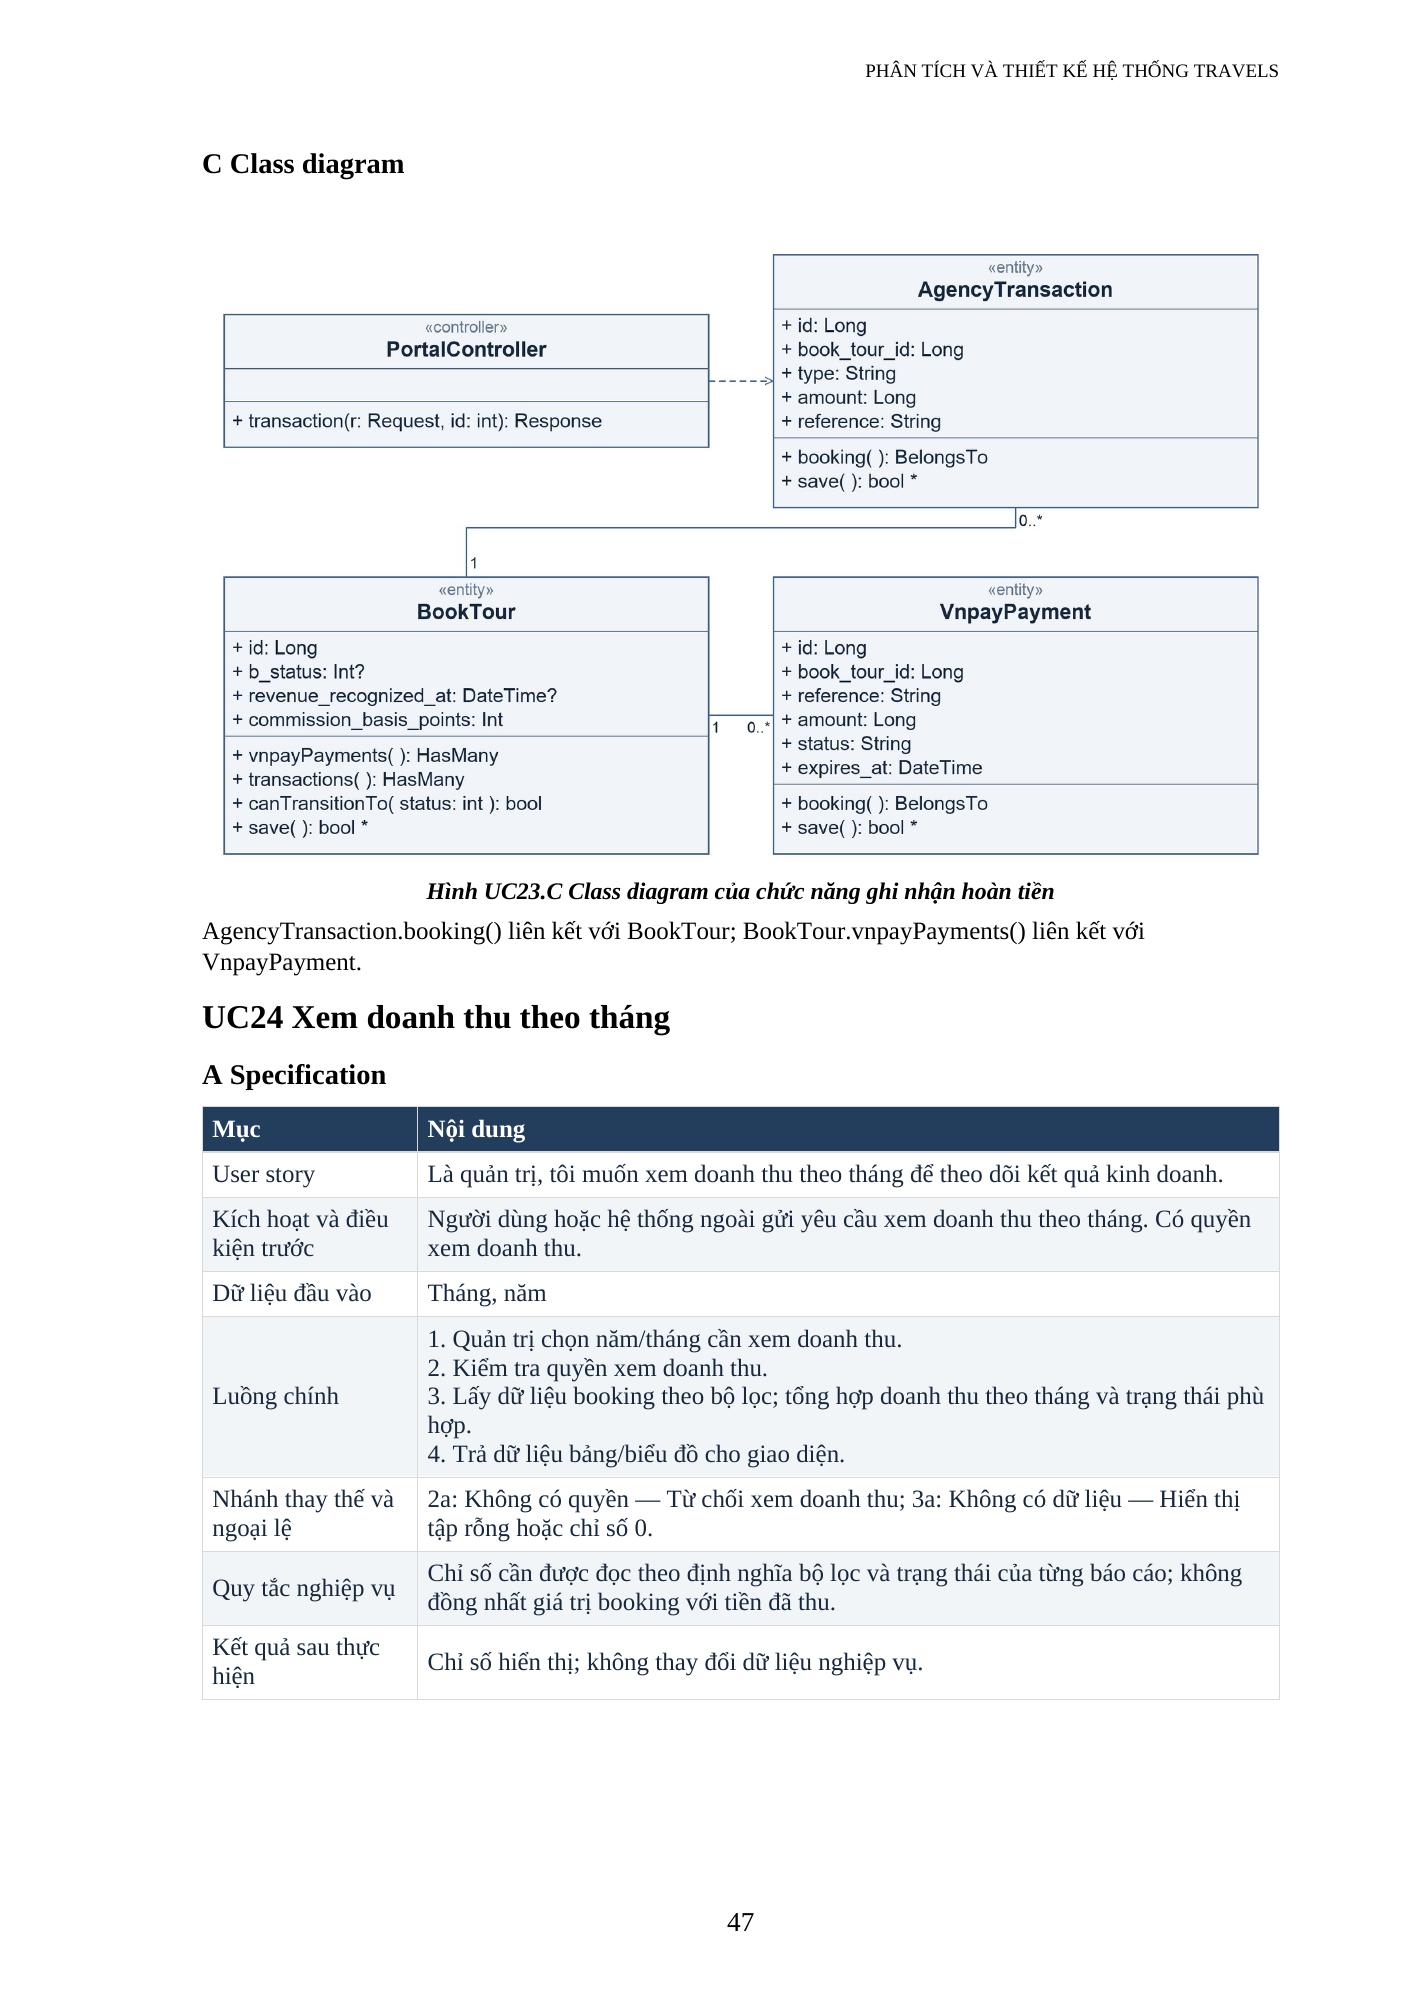 PHÂN TÍCH VÀ THIẾT KẾ HỆ THỐNG TRAVELS
C Class diagram
«entity»
AgencyTransaction
+ id: Long
+ book_tour_id: Long
+ type: String
+ amount: Long
+ reference: String
+ booking( ): BelongsTo
+ save( ): bool *
«controller»
PortalController
+ transaction(r: Request, id: int): Response
0..*
1
«entity»
BookTour
+ id: Long
+ b_status: Int?
+ revenue_recognized_at: DateTime?
+ commission_basis_points: Int
+ vnpayPayments( ): HasMany
+ transactions( ): HasMany
+ canTransitionTo( status: int ): bool
+ save( ): bool *
1 0..*
«entity»
VnpayPayment
+ id: Long
+ book_tour_id: Long
+ reference: String
+ amount: Long
+ status: String
+ expires_at: DateTime
+ booking( ): BelongsTo
+ save( ): bool *
Hình UC23.C Class diagram của chức năng ghi nhận hoàn tiền
AgencyTransaction.booking() liên kết với BookTour; BookTour.vnpayPayments() liên kết với
VnpayPayment.
UC24 Xem doanh thu theo tháng
A Specification
Mục Nội dung
User story Là quản trị, tôi muốn xem doanh thu theo tháng để theo dõi kết quả kinh doanh.
Kích hoạt và điều
kiện trước
Người dùng hoặc hệ thống ngoài gửi yêu cầu xem doanh thu theo tháng. Có quyền
xem doanh thu.
Dữ liệu đầu vào Tháng, năm
Luồng chính
1. Quản trị chọn năm/tháng cần xem doanh thu.
2. Kiểm tra quyền xem doanh thu.
3. Lấy dữ liệu booking theo bộ lọc; tổng hợp doanh thu theo tháng và trạng thái phù
hợp.
4. Trả dữ liệu bảng/biểu đồ cho giao diện.
Nhánh thay thế và
ngoại lệ
2a: Không có quyền — Từ chối xem doanh thu; 3a: Không có dữ liệu — Hiển thị
tập rỗng hoặc chỉ số 0.
Quy tắc nghiệp vụ
Chỉ số cần được đọc theo định nghĩa bộ lọc và trạng thái của từng báo cáo; không
đồng nhất giá trị booking với tiền đã thu.
Kết quả sau thực
hiện
Chỉ số hiển thị; không thay đổi dữ liệu nghiệp vụ.
47